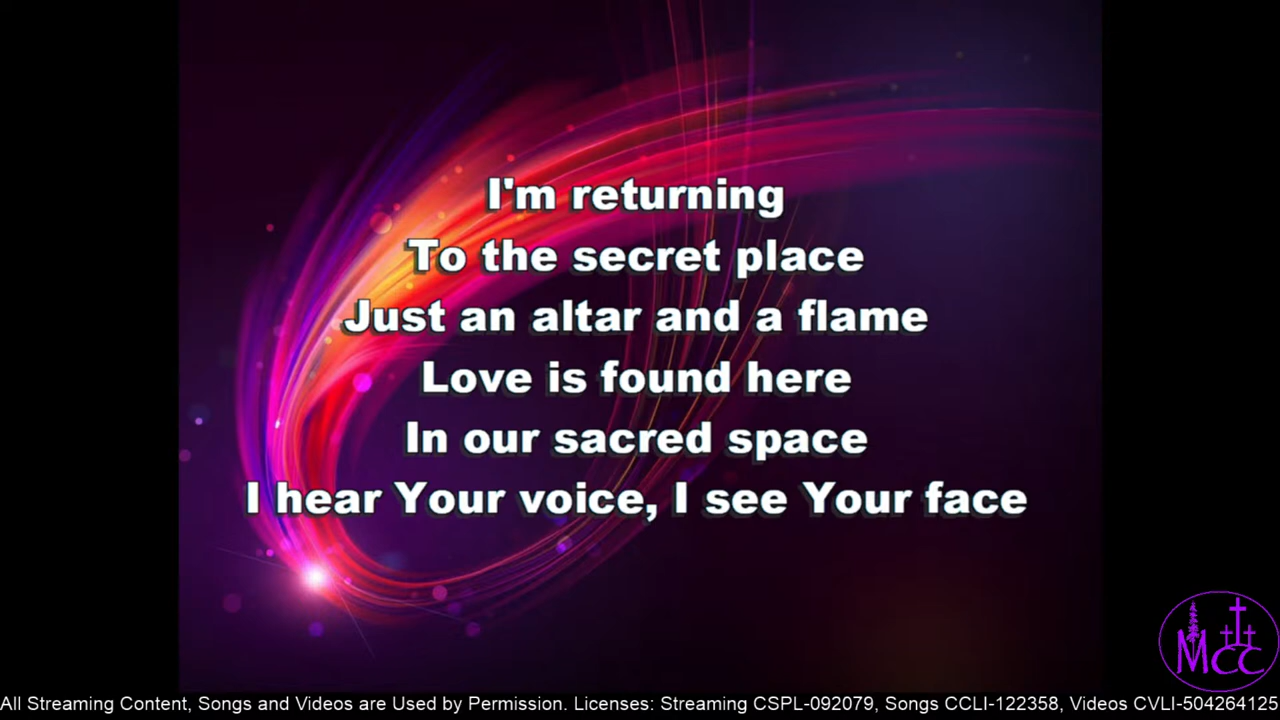 I'm returning
To the secret place
Just an altar and a flame
Love is found here
In our sacred space
I hear Your voice, I see Your face
MCC
All Streaming Content, Songs and Videos are Used by Permission. Licenses: Streaming CSPL-092079, Songs CCLI-122358, Videos CVLI-504264125